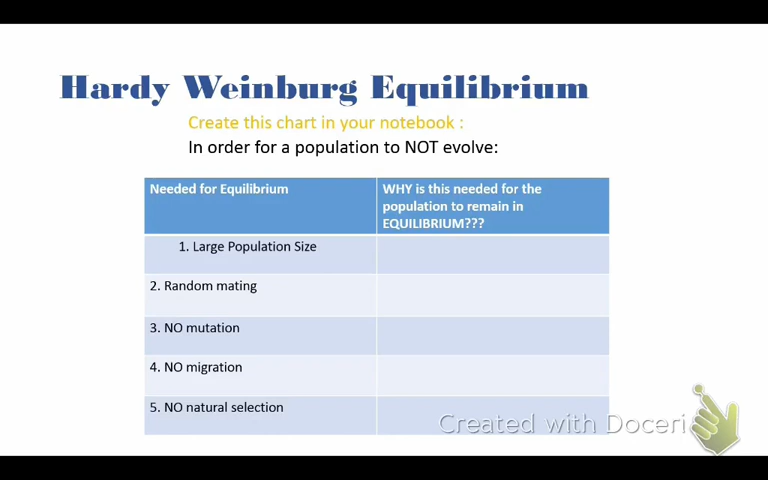 Hardy Weinburg Equilibrium
Create this chart in your notebook :
In order for a population to NOT evolve:
Needed for Equilibrium
WHY is this needed for the
population to remain in
EQUILIBRIUM???
1. Large Population Size
2. Random mating
3. NO mutation
4. NO migration
5. NO natural selection
Created with Doceri